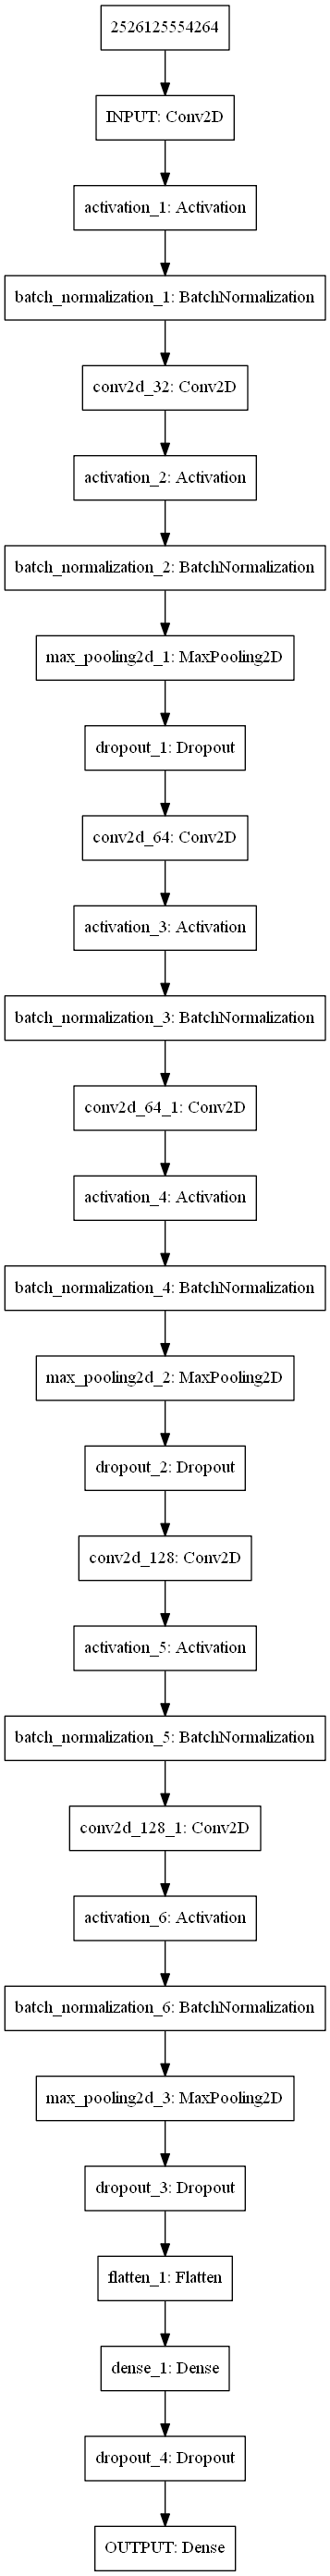 2526125554264
INPUT: Conv2D
activation_1: Activation
batch_normalization_1: BatchNormalization
conv2d_32: Conv2D
activation_2: Activation
batch_normalization_2: BatchNormalization
max_pooling2d_1: MaxPooling2D
dropout_1: Dropout
conv2d_64: Conv2D
activation_3: Activation
batch_normalization_3: BatchNormalization
conv2d_64_1: Conv2D
activation_4: Activation
batch_normalization_4: BatchNormalization
max_pooling2d_2: MaxPooling2D
dropout_2: Dropout
conv2d_128: Conv2D
activation_5: Activation
batch_normalization_5: BatchNormalization
conv2d_128_1: Conv2D
activation_6: Activation
batch_normalization_6: BatchNormalization
max_pooling2d_3: MaxPooling2D
dropout_3: Dropout
flatten_1: Flatten
dense_1: Dense
dropout_4: Dropout
OUTPUT: Dense